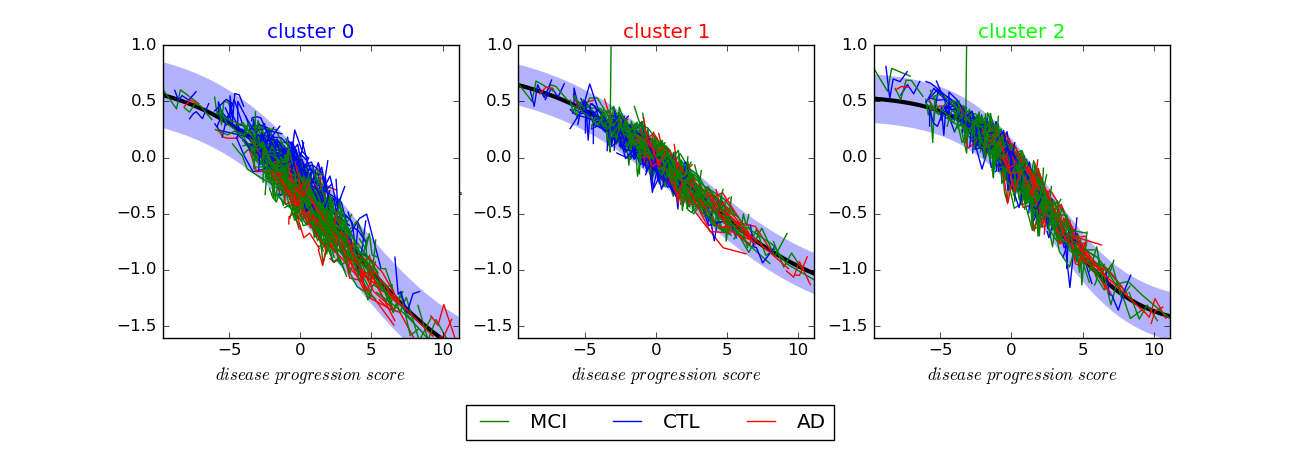 cluster 0 cluster 1 cluster 2
1.0 1.0 1.0
0.5 0.5 0.5
0.0 0.0 0.0
−0.5 −0.5 −0.5
−1.0 −1.0 −1.0
−1.5 −1.5 −1.5
−5 0 5 10 −5 0 5 10 −5 0 5 10
disease progression score disease progression score disease progression score
MCI CTL AD